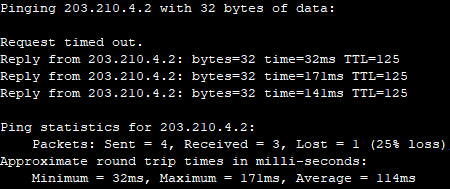 Pinging 203.210.4.2 with 32 bytes of data:
Request timed out.
Reply from 203.210.4.2: bytes=32 time=32ms TTL=125
Reply from 203.210.4.2: bytes=32 time=171ms TTL=125
Reply from 203.210.4.2: bytes=32 time=141ms TTL=125
Ping statistics for 203.210.4.2:
Packets: Sent = 4, Received = 3, Lost = 1 (25% loss)
Approximate round trip times in milli-seconds:
Minimum = 32ms, Maximum = 171ms, Average = 114ms